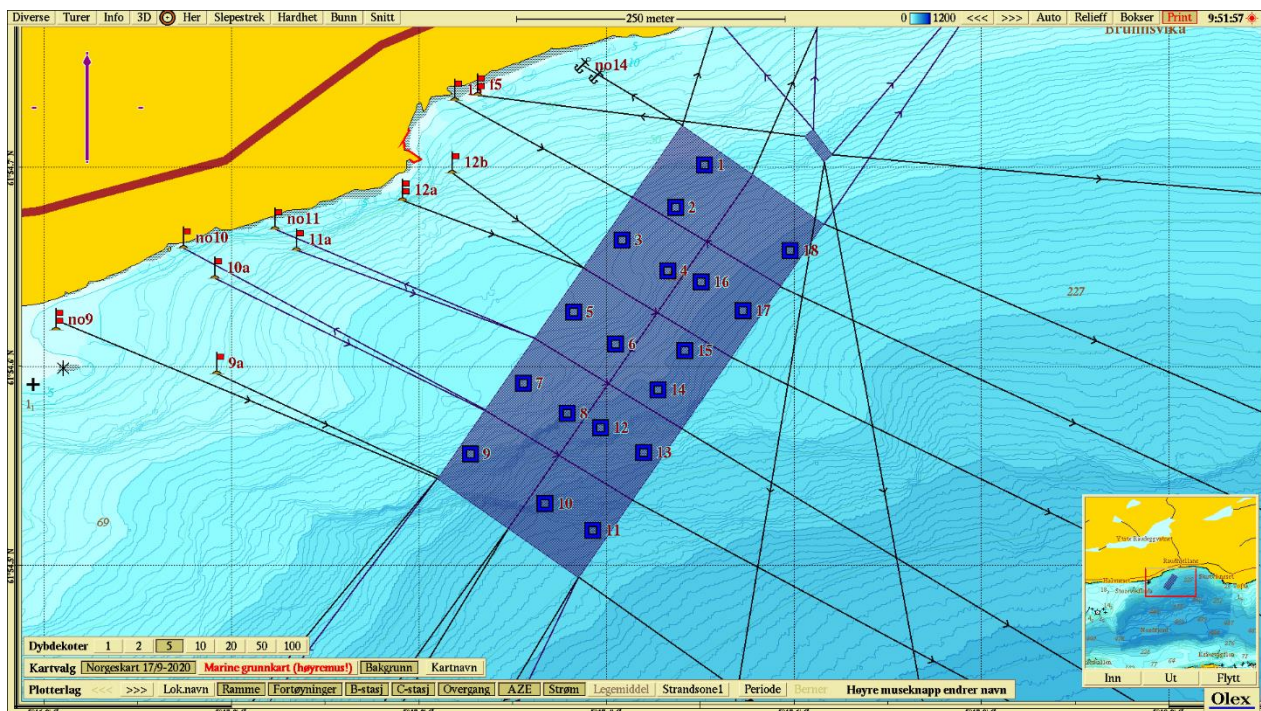 Diverse Turer Info 3D Her Slepestrek Hardhet Bunn Snitt 250 meter 0 1200 <<< >>> Auto Relieff Bokser Print 9:51:57
Brunnsvika
no14
f5
12b
12a
no11
no10
11a
10a
no9
9a
1
2
3
18
4
16
5
17
6
15
7
14
8
12
9
13
10
11
227
69
Dybdekoter 1 2 5 10 20 50 100
Kartvalg Norgeskart 17/9-2020 Marine grunnkart (høyremus!) Bakgrunn Kartnavn
Plotterlag <<< >>> Lok.navn Ramme Fortøyninger B-stasj C-stasj Overgang AZE Strøm Legemiddel Strandsone1 Periode Berner Høyre museknapp endrer navn
Inn Ut Flytt
Olex